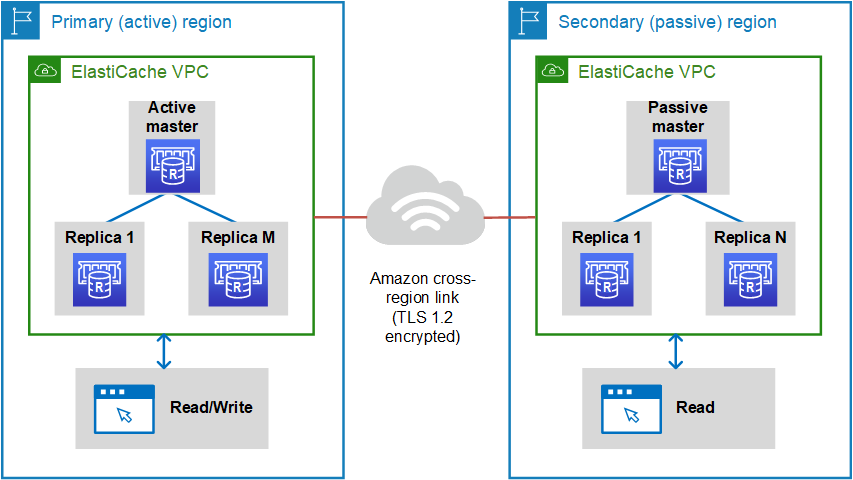 Primary (active) region
ElastiCache VPC
Active
master
R
Replica 1
R
Replica M
R
Read/Write
Amazon cross-
region link
(TLS 1.2
encrypted)
Secondary (passive) region
ElastiCache VPC
Passive
master
R
Replica 1
R
Replica N
R
Read